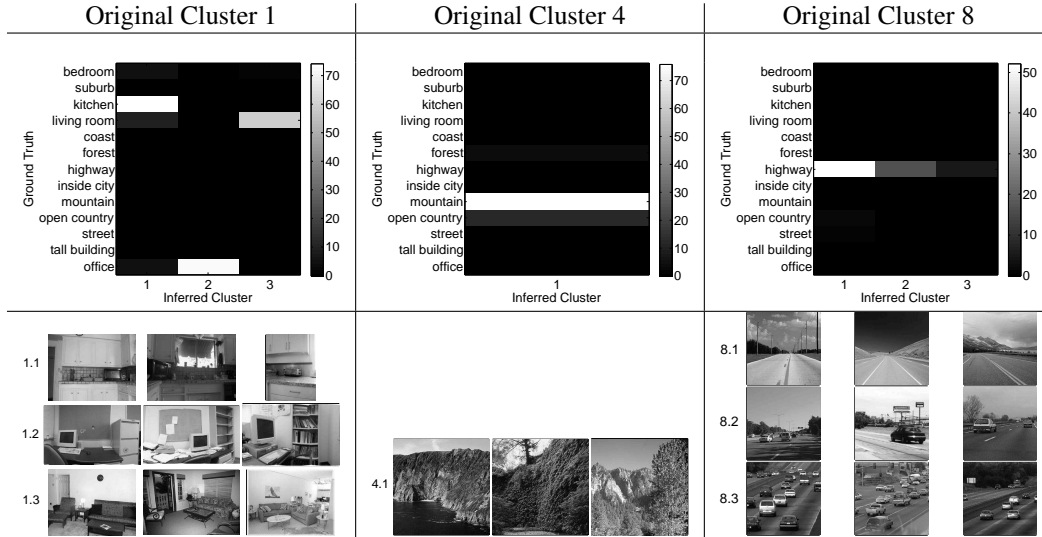 Original Cluster 1
Original Cluster 4
Original Cluster 8
Ground Truth
bedroom
suburb
kitchen
living room
coast
forest
highway
inside city
mountain
open country
street
tall building
office
1 2 3
Inferred Cluster
70
60
50
40
30
20
10
0
Ground Truth
bedroom
suburb
kitchen
living room
coast
forest
highway
inside city
mountain
open country
street
tall building
office
1
Inferred Cluster
70
60
50
40
30
20
10
0
Ground Truth
bedroom
suburb
kitchen
living room
coast
forest
highway
inside city
mountain
open country
street
tall building
office
1 2 3
Inferred Cluster
50
40
30
20
10
0
1.1
1.2
1.3
4.1
8.1
8.2
8.3